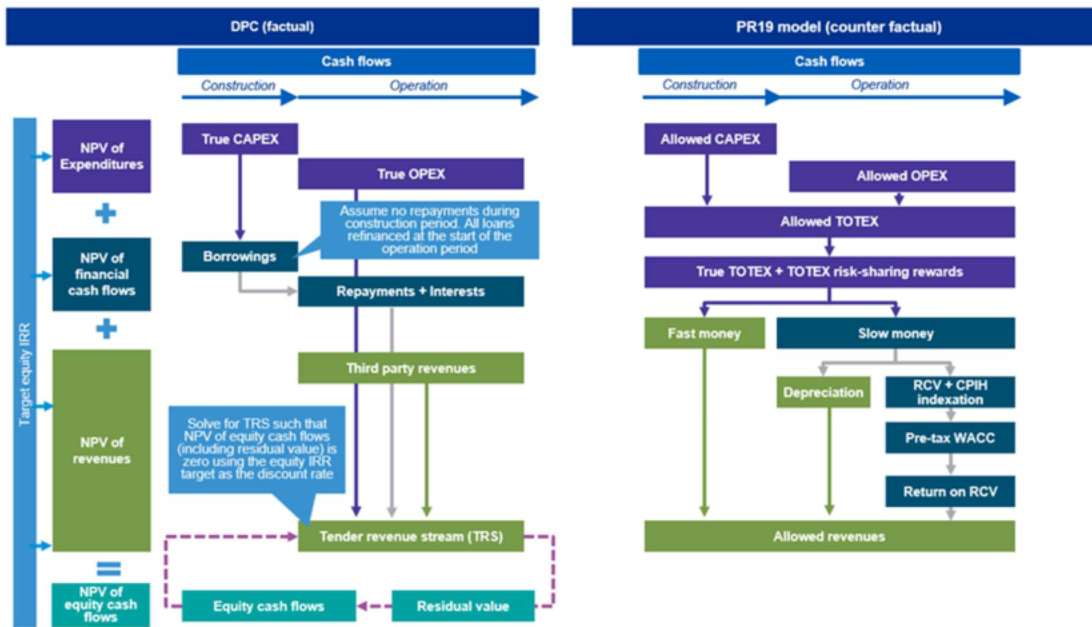 DPC (factual)
Cash flows
Construction
Operation
Target equity IRR
NPV of
Expenditures
NPV of
financial
cash flows
NPV of
revenues
NPV of
equity cash
flows
True CAPEX
True OPEX
Assume no repayments during
construction period. All loans
refinanced at the start of the
operation period
Borrowings
Repayments + Interests
Third party revenues
Solve for TRS such that
NPV of equity cash flows
(including residual value) is
zero using the equity IRR
target as the discount rate
Tender revenue stream (TRS)
Equity cash flows
Residual value
PR19 model (counter factual)
Cash flows
Construction
Operation
Allowed CAPEX
Allowed OPEX
Allowed TOTEX
True TOTEX + TOTEX risk-sharing rewards
Fast money
Slow money
Depreciation
RCV + CPIH
indexation
Pre-tax WACC
Return on RCV
Allowed revenues